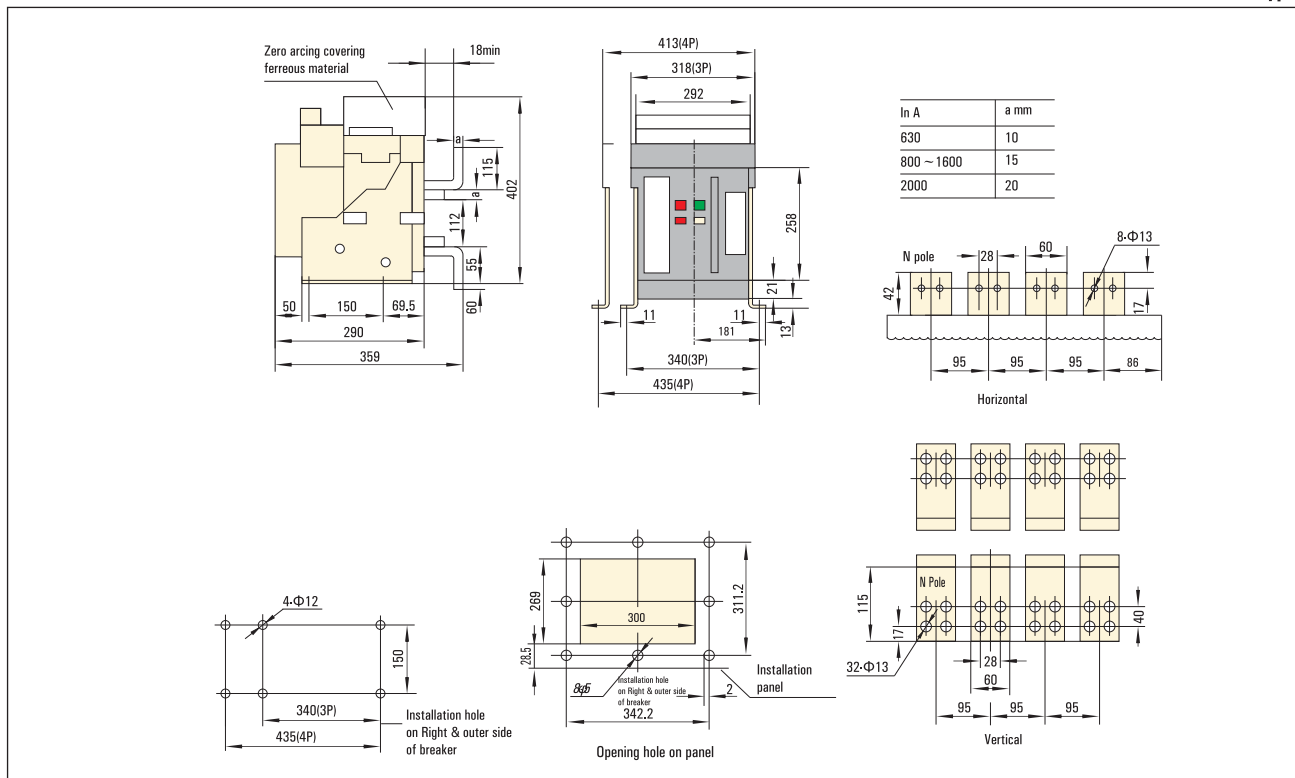 Zero arcing covering
ferreous material
18min
a
115
402
a
112
55
60
50
150
69.5
290
359
413(4P)
318(3P)
292
258
21
13
11
11
181
340(3P)
435(4P)
In A
a mm
630
10
800 ~ 1600
15
2000
20
N pole
28
60
8-Φ13
42
17
95
95
95
86
Horizontal
4-Φ12
150
340(3P)
435(4P)
Installation hole
on Right & outer side
of breaker
269
300
311.2
28.5
Installation hole
on Right & outer side
of breaker
2
Installation
panel
342.2
Opening hole on panel
N Pole
115
17
40
32-Φ13
28
60
95
95
95
Vertical